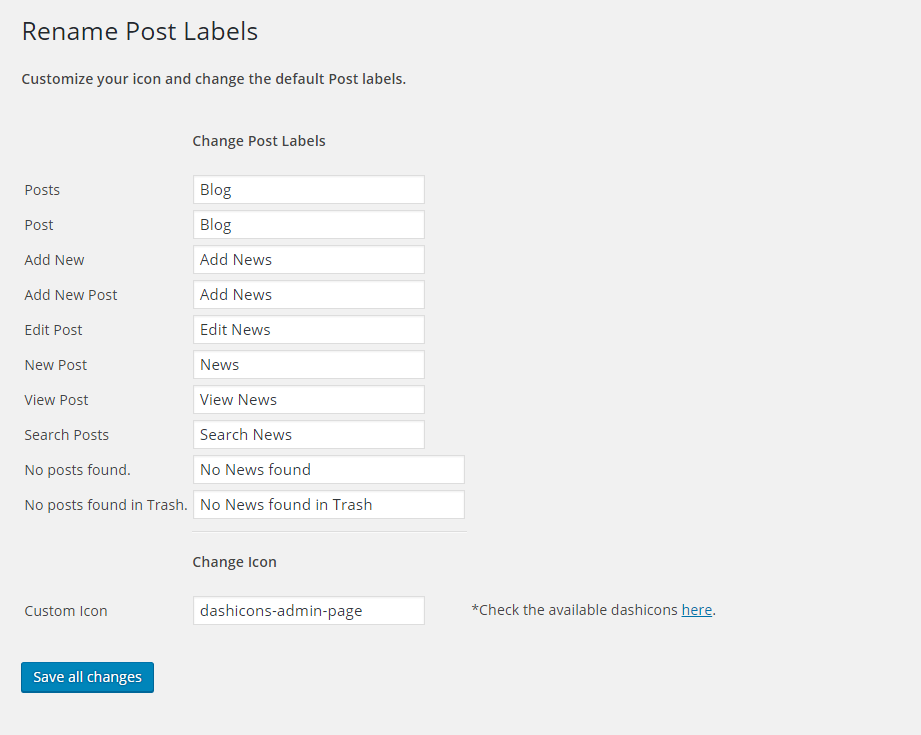 Rename Post Labels
Customize your icon and change the default Post labels.
Change Post Labels
Posts Blog
Post Blog
Add New Add News
Add New Post Add News
Edit Post Edit News
New Post News
View Post View News
Search Posts Search News
No posts found. No News found
No posts found in Trash. No News found in Trash
Change Icon
Custom Icon dashicons-admin-page *Check the available dashicons here.
Save all changes